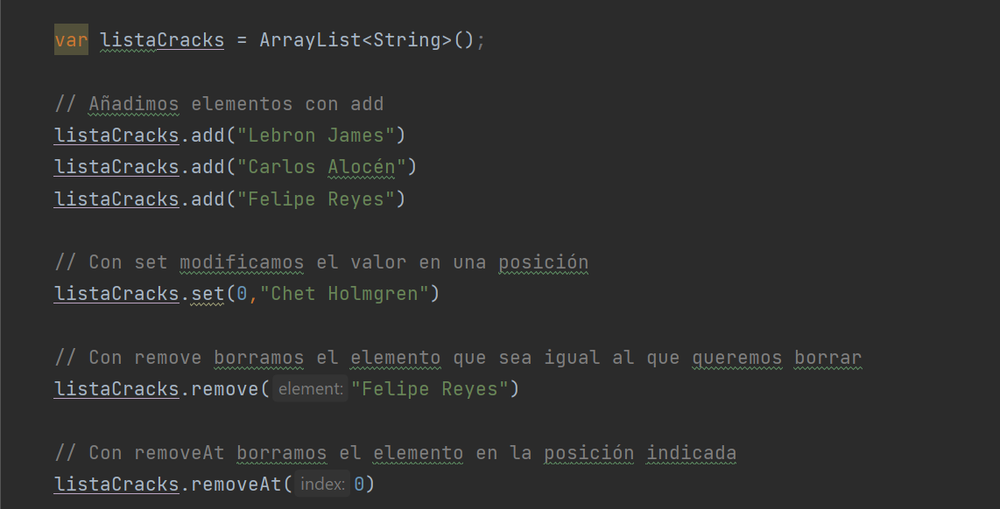 var listaCracks = ArrayList<String>();
// Añadimos elementos con add
listaCracks.add("Lebron James")
listaCracks.add("Carlos Alocén")
listaCracks.add("Felipe Reyes")
// Con set modificamos el valor en una posición
listaCracks.set(0,"Chet Holmgren")
// Con remove borramos el elemento que sea igual al que queremos borrar
listaCracks.remove( element: "Felipe Reyes")
// Con removeAt borramos el elemento en la posición indicada
listaCracks.removeAt( index: 0)